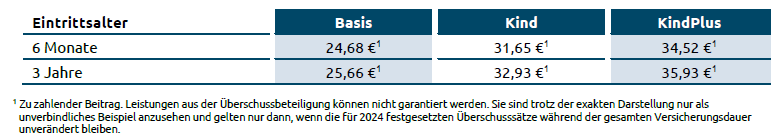 Eintrittsalter Basis Kind KindPlus
6 Monate 24,68 €¹ 31,65 €¹ 34,52 €¹
3 Jahre 25,66 €¹ 32,93 €¹ 35,93 €¹
¹ Zu zahlender Beitrag. Leistungen aus der Überschussbeteiligung können nicht garantiert werden. Sie sind trotz der exakten Darstellung nur als
unverbindliches Beispiel anzusehen und gelten nur dann, wenn die für 2024 festgesetzten Überschusssätze während der gesamten Versicherungsdauer
unverändert bleiben.